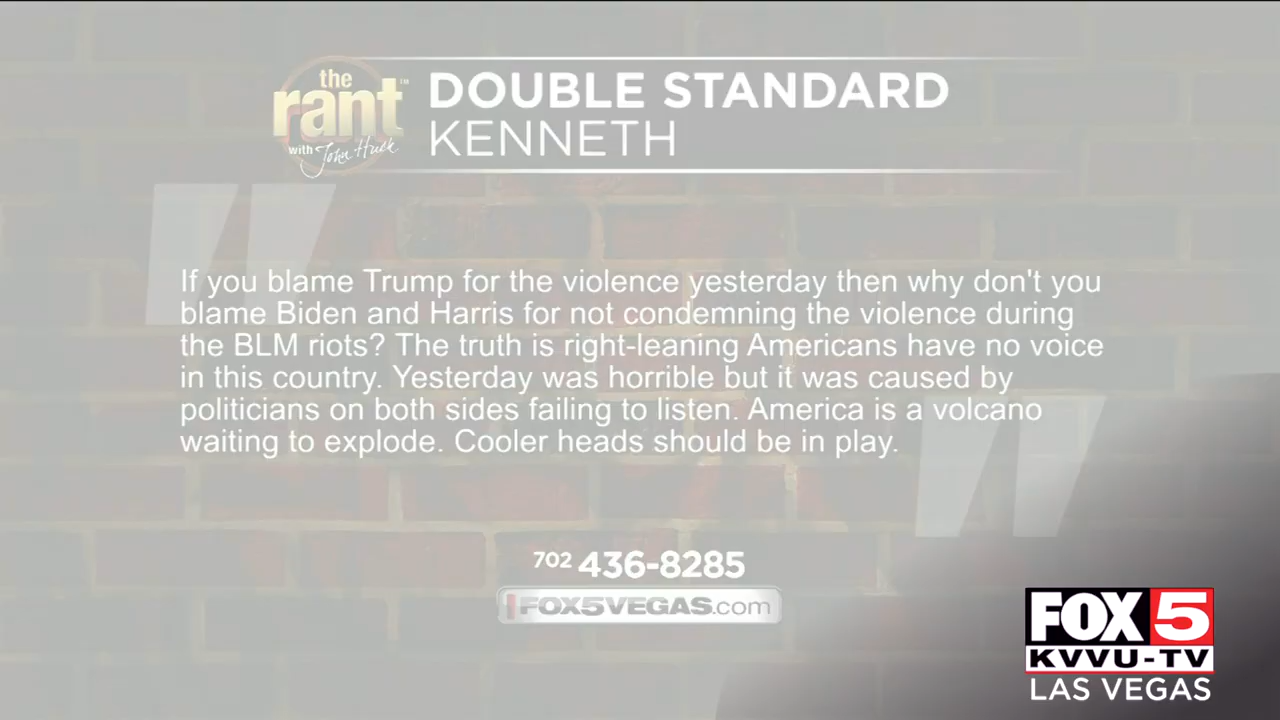 the
rant™
with John Huck
DOUBLE STANDARD
KENNETH
If you blame Trump for the violence yesterday then why don't you
blame Biden and Harris for not condemning the violence during
the BLM riots? The truth is right-leaning Americans have no voice
in this country. Yesterday was horrible but it was caused by
politicians on both sides failing to listen. America is a volcano
waiting to explode. Cooler heads should be in play.
702 436-8285
FOX5VEGAS.com
FOX 5
KVVU-TV
LAS VEGAS